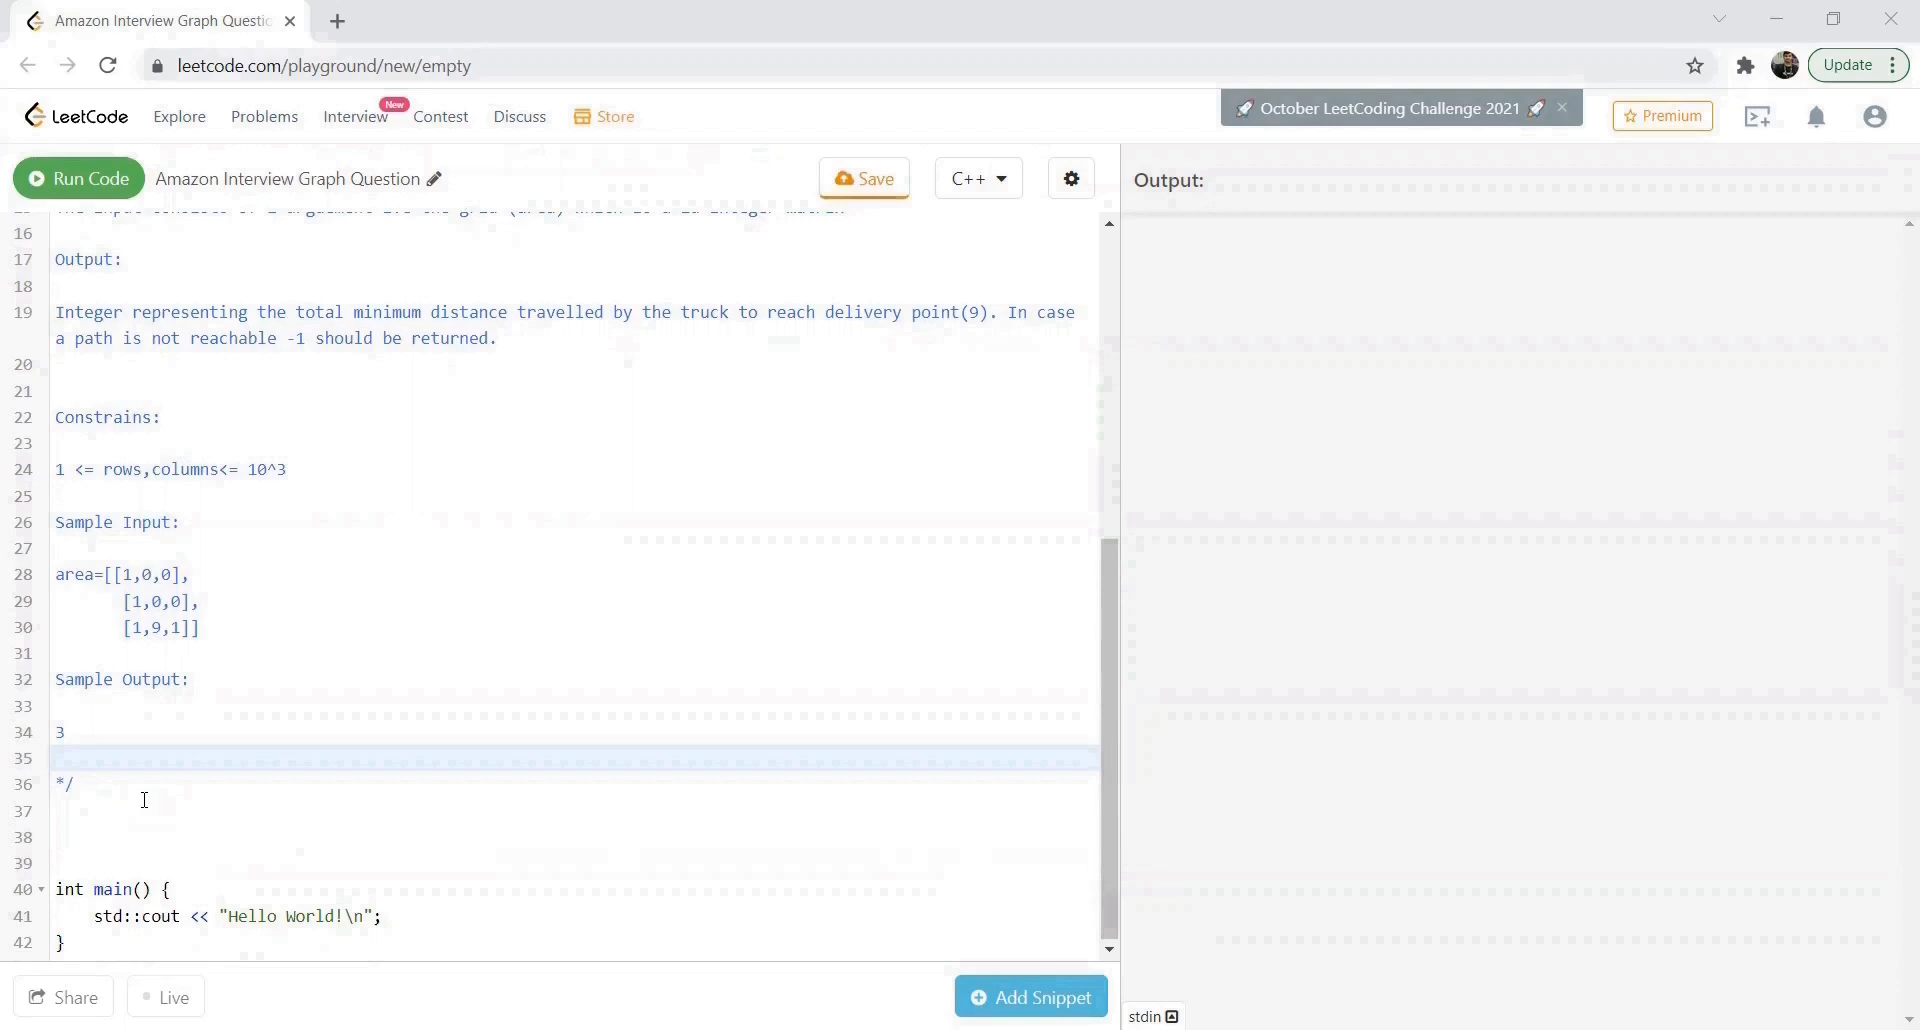 Amazon Interview Graph Questio
leetcode.com/playground/new/empty
Update
LeetCode Explore Problems Interview New Contest Discuss Store
🚀 October LeetCoding Challenge 2021 🚀 ×
Premium
Run Code Amazon Interview Graph Question Save C++
Output:
16
17 Output:
18
19 Integer representing the total minimum distance travelled by the truck to reach delivery point(9). In case
a path is not reachable -1 should be returned.
20
21
22 Constrains:
23
24 1 <= rows,columns<= 10^3
25
26 Sample Input:
27
28 area=[[1,0,0],
29 [1,0,0],
30 [1,9,1]]
31
32 Sample Output:
33
34 3
35
36 */
37
38
39
40 int main() {
41 std::cout << "Hello World!\n";
42 }
Share Live Add Snippet
stdin